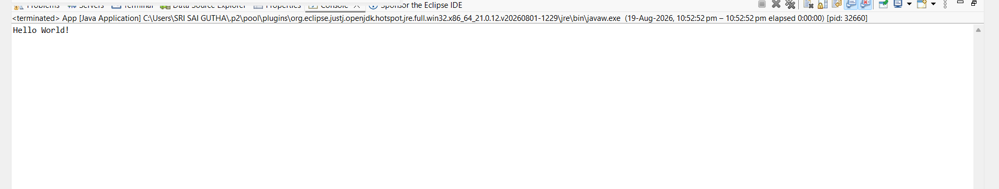 Problems Servers Terminal Data Source Explorer Properties Console Sponsor the Eclipse IDE
<terminated> App [Java Application] C:\Users\SRI SAI GUTHA\.p2\pool\plugins\org.eclipse.justj.openjdk.hotspot.jre.full.win32.x86_64_21.0.12.v20260801-1229\jre\bin\javaw.exe (19-Aug-2026, 10:52:52 pm – 10:52:52 pm elapsed 0:00:00) [pid: 32660]
Hello World!